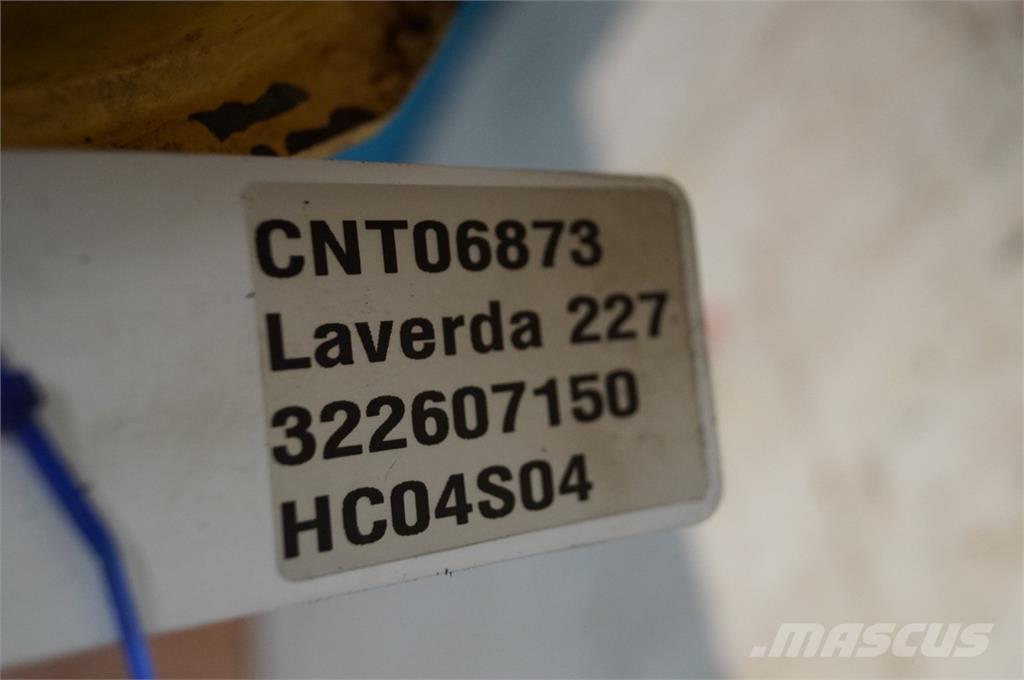 CNT06873
Laverda 227
322607150
HC04S04
.MASCUS